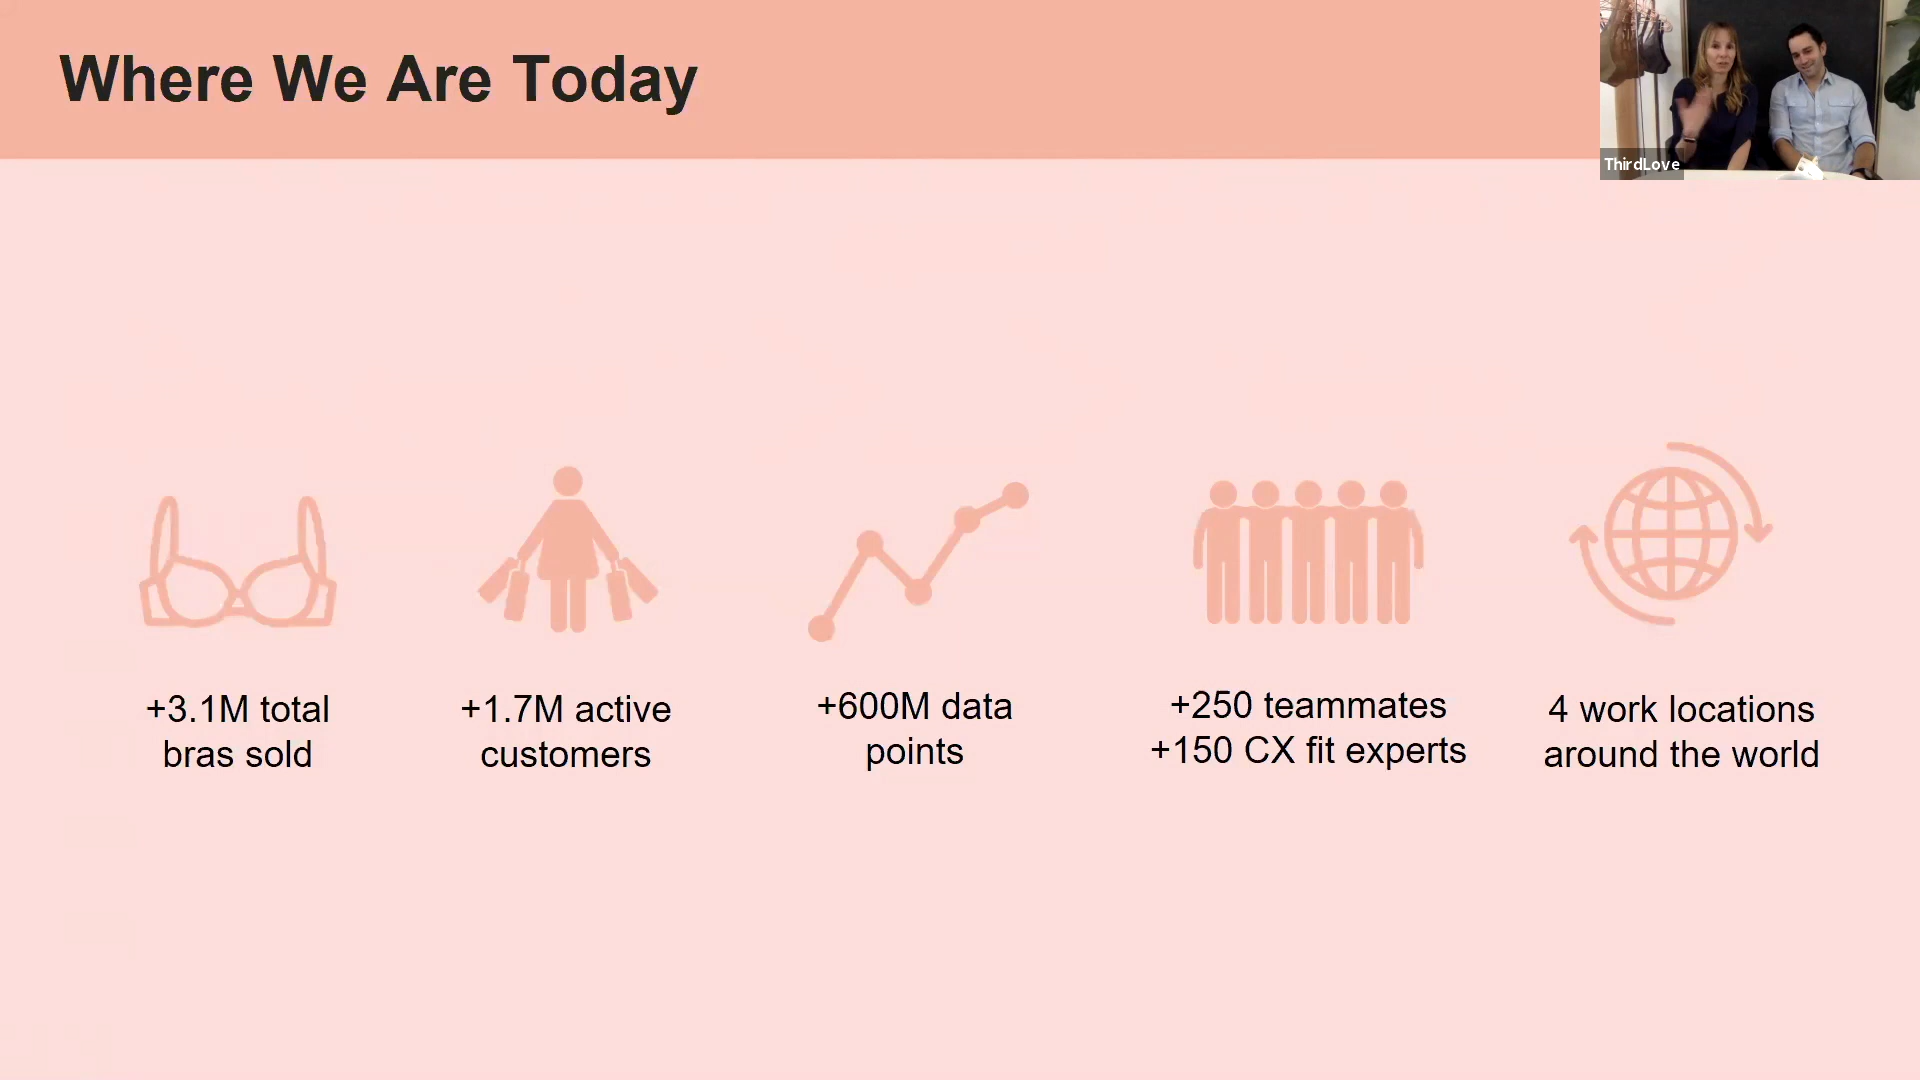 Where We Are Today
ThirdLove
+3.1M total
bras sold
+1.7M active
customers
+600M data
points
+250 teammates
+150 CX fit experts
4 work locations
around the world